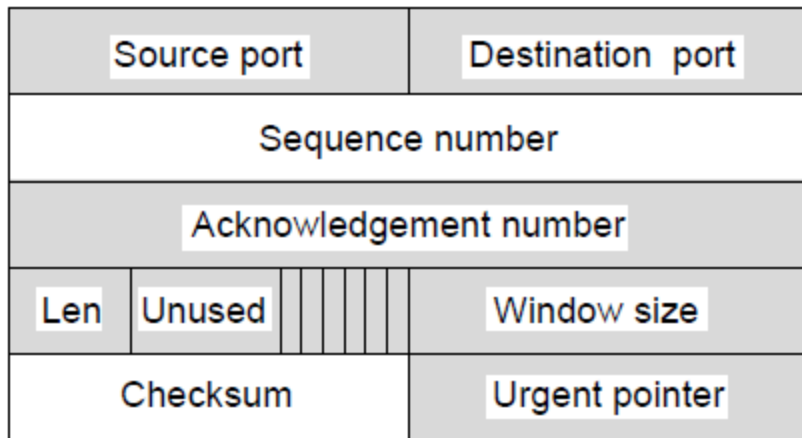 Source port Destination port
Sequence number
Acknowledgement number
Len Unused Window size
Checksum Urgent pointer